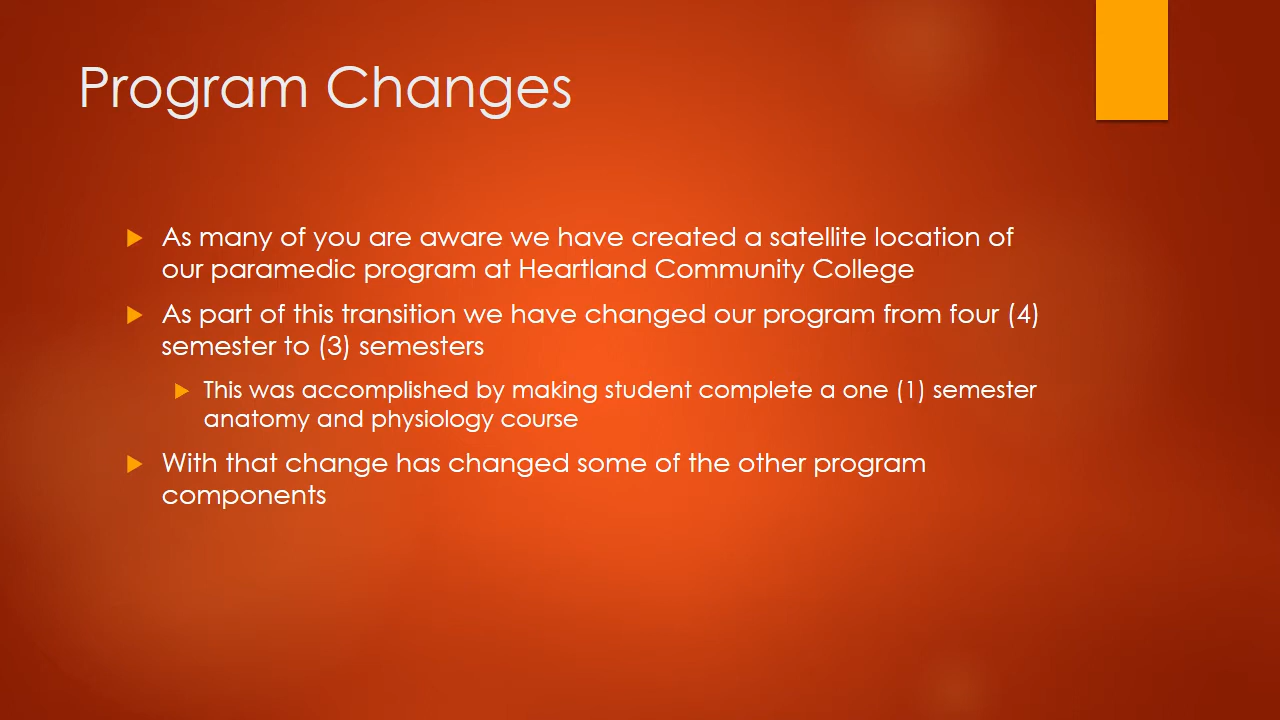 Program Changes
As many of you are aware we have created a satellite location of
our paramedic program at Heartland Community College
As part of this transition we have changed our program from four (4)
semester to (3) semesters
This was accomplished by making student complete a one (1) semester
anatomy and physiology course
With that change has changed some of the other program
components